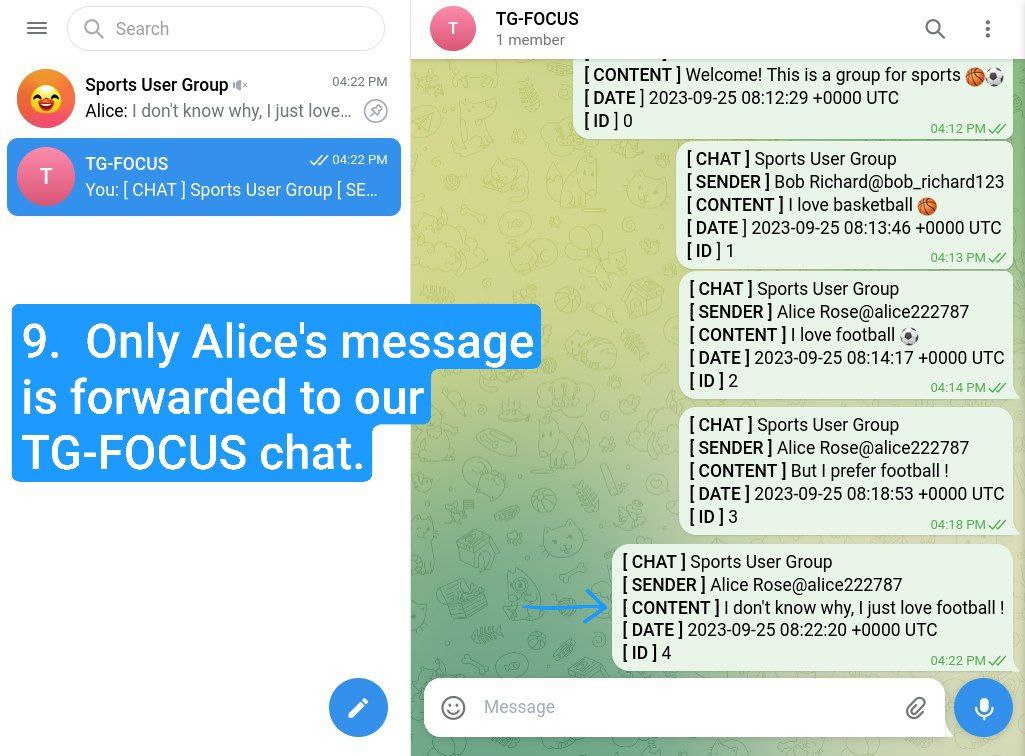 Search
Sports User Group
04:22 PM
Alice: I don't know why, I just love...
T
TG-FOCUS
04:22 PM
You: [ CHAT ] Sports User Group [ SE...
9. Only Alice's message
is forwarded to our
TG-FOCUS chat.
T
TG-FOCUS
1 member
[ CONTENT ] Welcome! This is a group for sports 🏀⚽
[ DATE ] 2023-09-25 08:12:29 +0000 UTC
[ ID ] 0
04:12 PM
[ CHAT ] Sports User Group
[ SENDER ] Bob Richard@bob_richard123
[ CONTENT ] I love basketball 🏀
[ DATE ] 2023-09-25 08:13:46 +0000 UTC
[ ID ] 1
04:13 PM
[ CHAT ] Sports User Group
[ SENDER ] Alice Rose@alice222787
[ CONTENT ] I love football ⚽
[ DATE ] 2023-09-25 08:14:17 +0000 UTC
[ ID ] 2
04:14 PM
[ CHAT ] Sports User Group
[ SENDER ] Alice Rose@alice222787
[ CONTENT ] But I prefer football !
[ DATE ] 2023-09-25 08:18:53 +0000 UTC
[ ID ] 3
04:18 PM
[ CHAT ] Sports User Group
[ SENDER ] Alice Rose@alice222787
[ CONTENT ] I don't know why, I just love football !
[ DATE ] 2023-09-25 08:22:20 +0000 UTC
[ ID ] 4
04:22 PM
Message